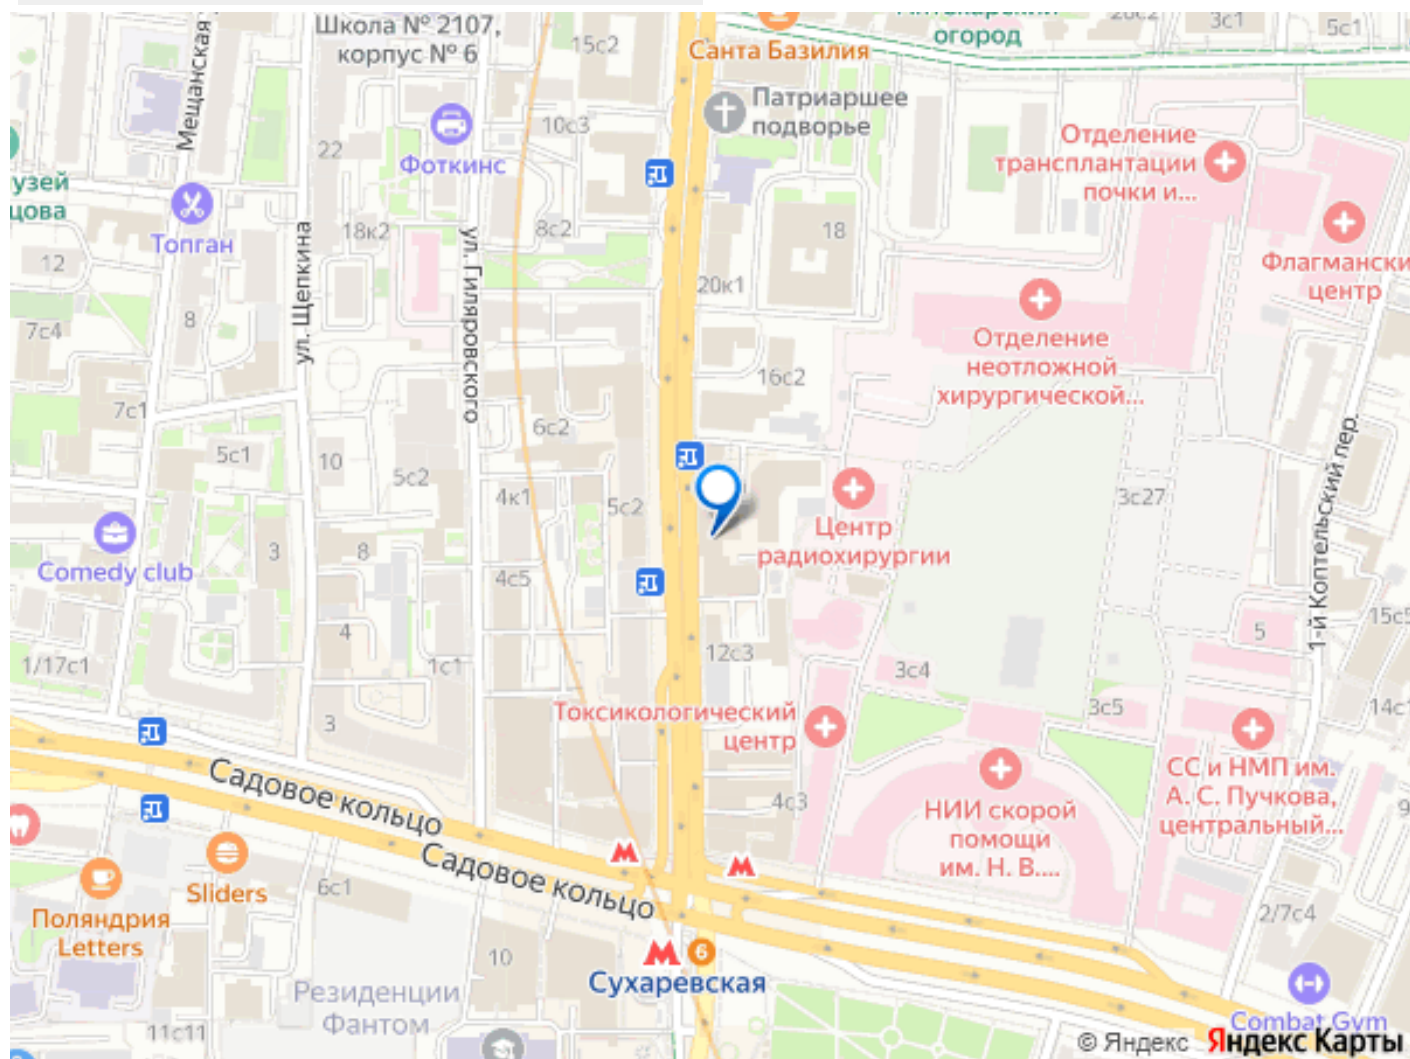 Школа № 2107,
корпус № 6
15с2
Санта Базилия
огород
3с1
5с1
Мещанская
Патриаршее
подворье
Фоткинс
10с3
22
Отделение
трансплантации
почки и...
узей
цова
Топган
18к2
ул. Щепкина
ул. Гиляровского
8с2
18
Флагмански
центр
12
20к1
7с4
8
Отделение
неотложной
хирургической...
16с2
7с1
6с2
5с1
10
5с2
4к1
5с2
Центр
радиохирургии
3с27
1-й Коптельский пер.
Comedy club
3
8
4с5
4
12с3
5
15с5
1/17с1
1с1
3с4
3
Токсикологический
центр
3с5
14с1
Садовое кольцо
Садовое кольцо
4с3
НИИ скорой
помощи
им. Н. В....
СС и НМП им.
А. С. Пучкова,
центральный...
9
Sliders
6с1
Поляндрия
Letters
2/7с4
10
6
Сухаревская
Резиденции
Фантом
11с11
Combat Gym
© Яндекс Яндекс Карты